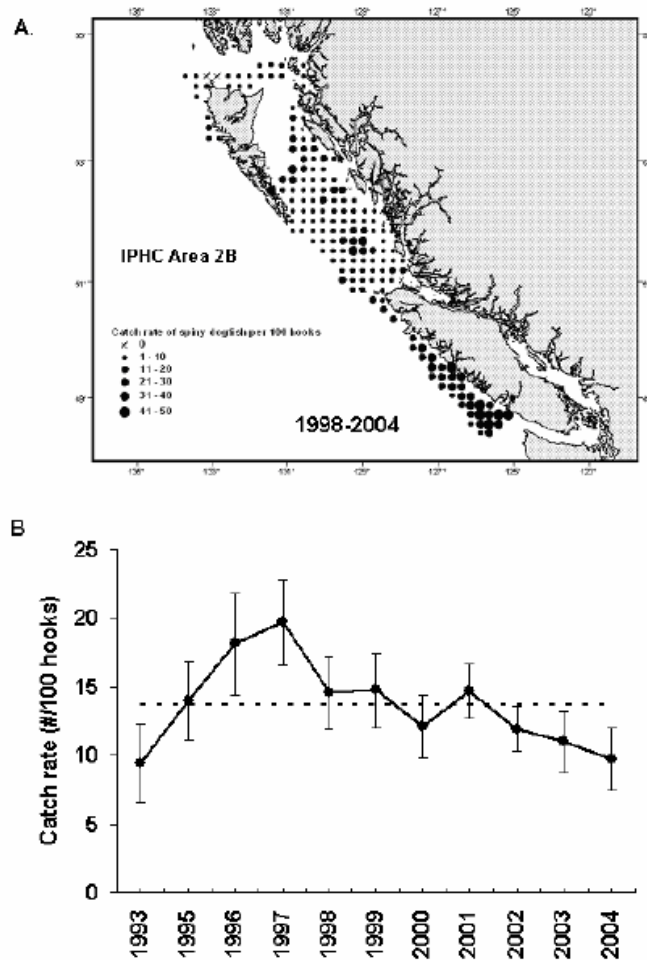 A.
IPHC Area 2B
Catch rate of spiny dogfish per 100 hooks
0
1 - 10
11 - 20
21 - 30
31 - 40
41 - 50
1998-2004
B
Catch rate (#/100 hooks)
25
20
15
10
5
0
1993 1995 1996 1997 1998 1999 2000 2001 2002 2003 2004